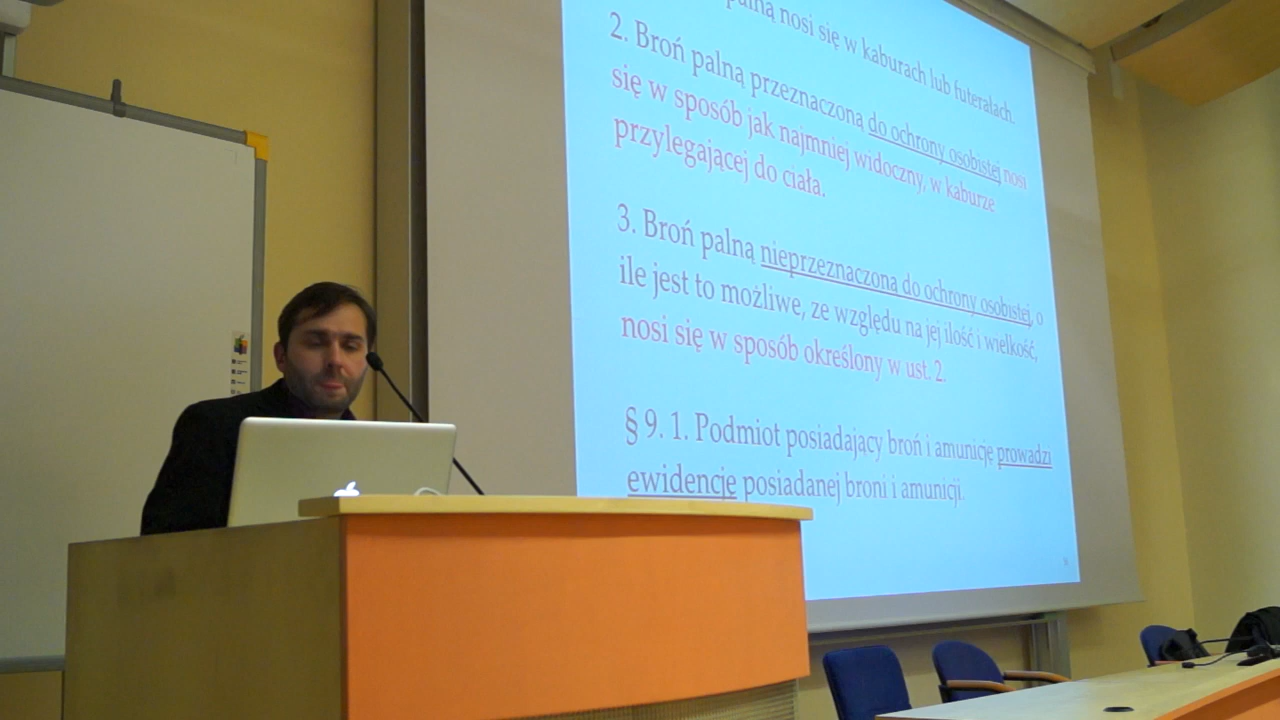 palną nosi się w kaburach lub futerałach.
2. Broń palną przeznaczoną do ochrony osobistej nosi
się w sposób jak najmniej widoczny, w kaburze
przylegającej do ciała.
3. Broń palną nieprzeznaczoną do ochrony osobistej, o
ile jest to możliwe, ze względu na jej ilość i wielkość,
nosi się w sposób określony w ust. 2.
§ 9. 1. Podmiot posiadający broń i amunicję prowadzi
ewidencję posiadanej broni i amunicji.